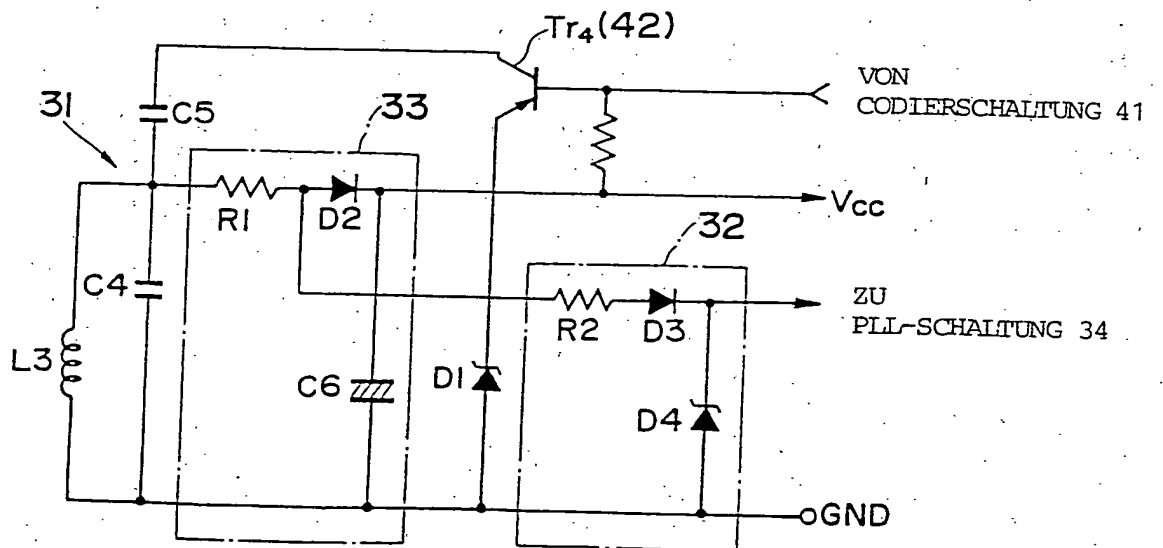 Tr4(42)
VON
CODIERSCHALTUNG 41
31
C5
33
R1
D2
Vcc
32
C4
R2
D3
ZU
PLL-SCHALTUNG 34
L3
C6
D1
D4
GND